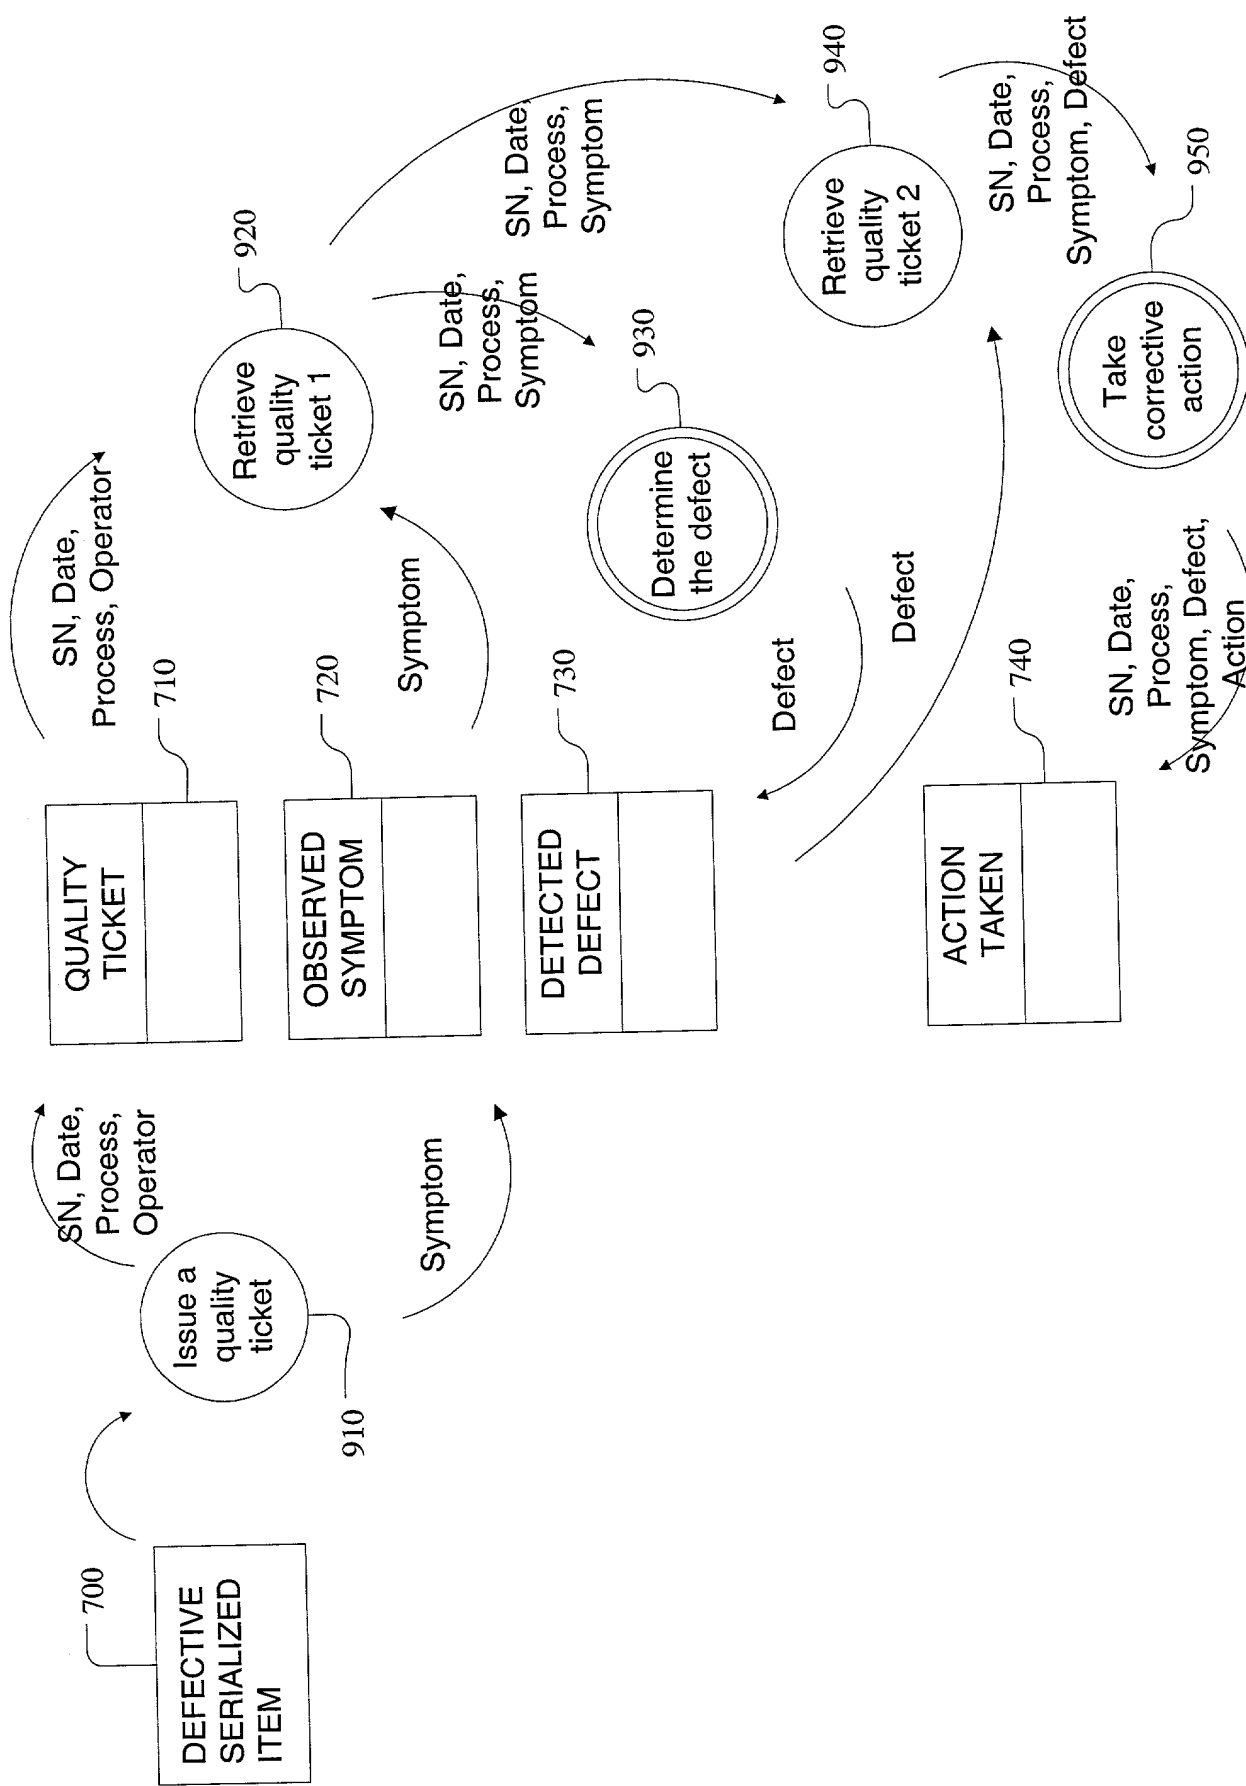 700
DEFECTIVE
SERIALIZED
ITEM
Issue a
quality
ticket
910
SN, Date,
Process,
Operator
Symptom
QUALITY
TICKET
710
OBSERVED
SYMPTOM
720
DETECTED
DEFECT
730
ACTION
TAKEN
740
SN, Date,
Process, Operator
Symptom
Retrieve
quality
ticket 1
920
SN, Date,
Process,
Symptom
SN, Date,
Process,
Symptom
Determine
the defect
930
Defect
Defect
Retrieve
quality
ticket 2
940
SN, Date,
Process,
Symptom, Defect
Take
corrective
action
950
SN, Date,
Process,
Symptom, Defect,
Action